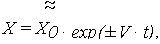 ≈
X = X_O · exp(± V · t),